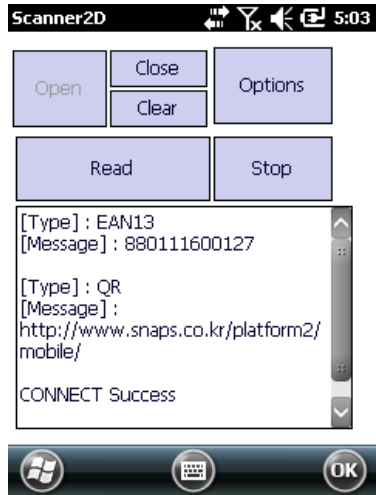 Scanner2D 5:03
Open
Close
Clear
Options
Read
Stop
[Type] : EAN13
[Message] : 880111600127
[Type] : QR
[Message] :
http://www.snaps.co.kr/platform2/
mobile/
CONNECT Success
OK